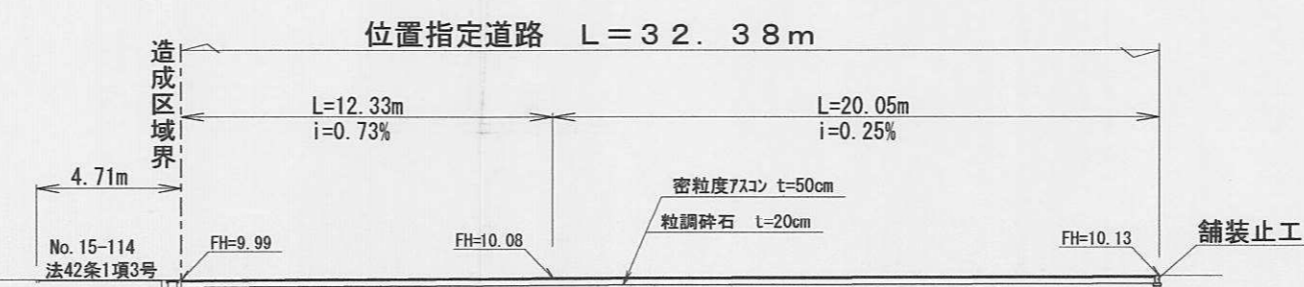 位置指定道路 L=32.38m
造成区域界
L=12.33m
i=0.73%
L=20.05m
i=0.25%
4.71m
密粒度アスコン t=50cm
粒調砕石 t=20cm
No.15-114
法42条1項3号
FH=9.99
FH=10.08
FH=10.13
舗装止工